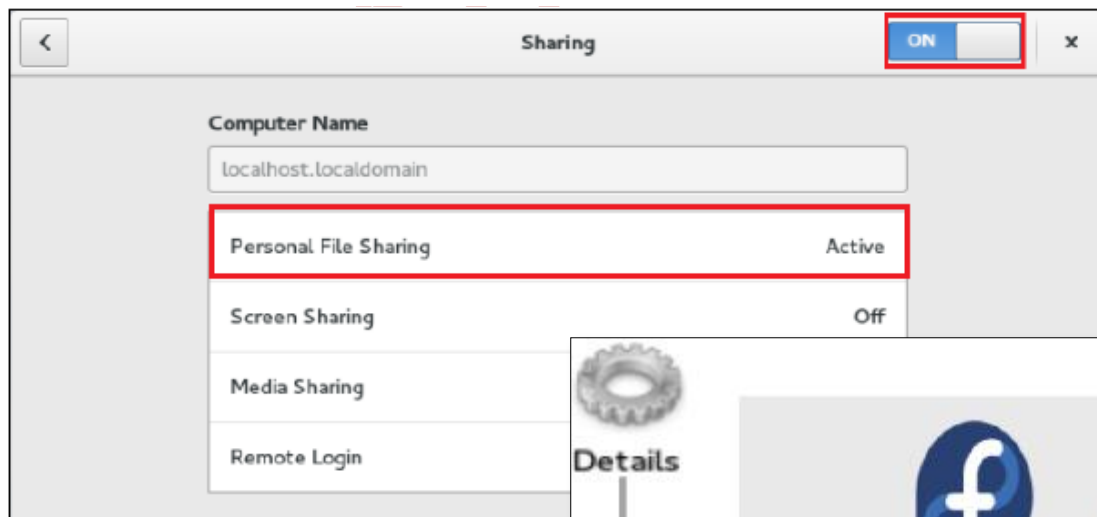 Sharing
ON
x
Computer Name
localhost.localdomain
Personal File Sharing Active
Screen Sharing Off
Media Sharing
Remote Login
Details